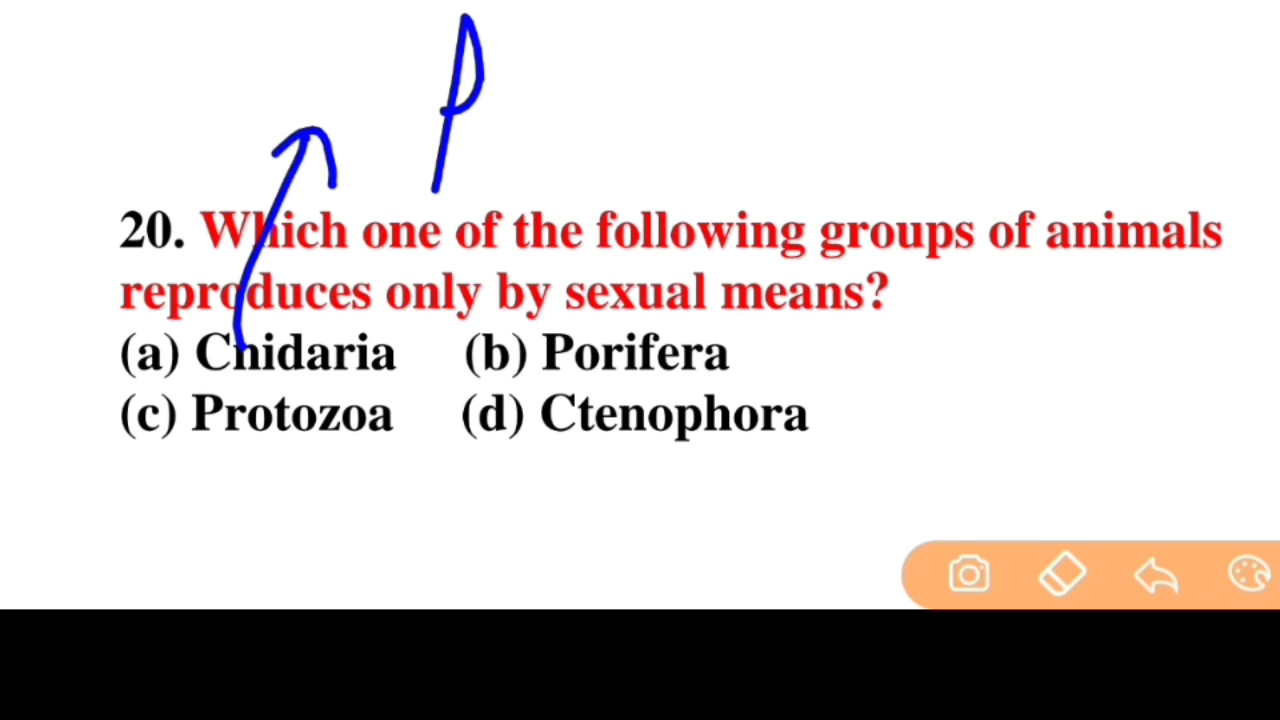 P
20. Which one of the following groups of animals
reproduces only by sexual means?
(a) Cnidaria (b) Porifera
(c) Protozoa (d) Ctenophora